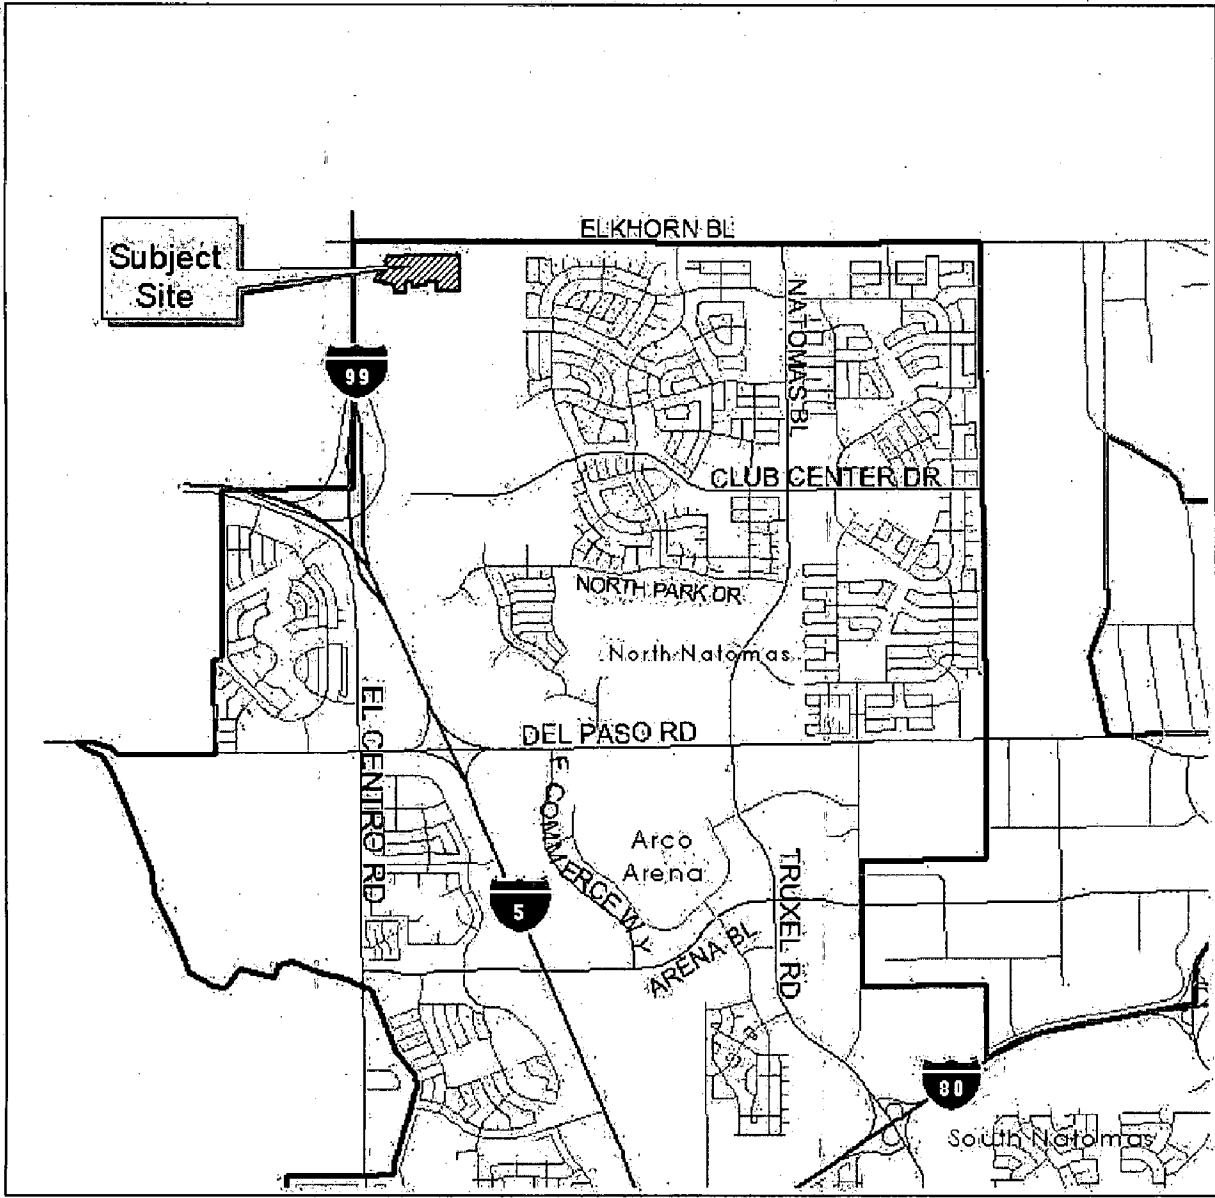 ELKHORN BL
Subject
Site
NATOMAS BL
99
CLUB CENTER DR
NORTH PARK DR
North Natomas
EL CENTRO RD
DEL PASO RD
E COMMERCE WY
Arco
Arena
TRUXEL RD
5
ARENA BL
80
South Natomas